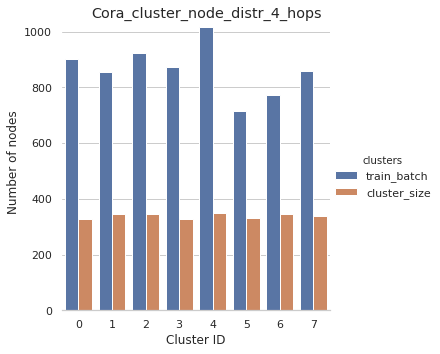 Cora_cluster_node_distr_4_hops
Number of nodes
1000
800
600
400
200
0
0 1 2 3 4 5 6 7
Cluster ID
clusters
train_batch
cluster_size